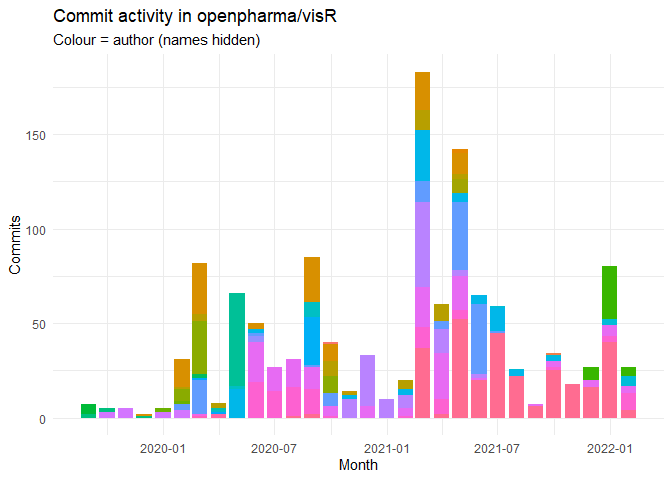 Commit activity in openpharma/visR
Colour = author (names hidden)
150
100
50
0
Commits
2020-01 2020-07 2021-01 2021-07 2022-01
Month